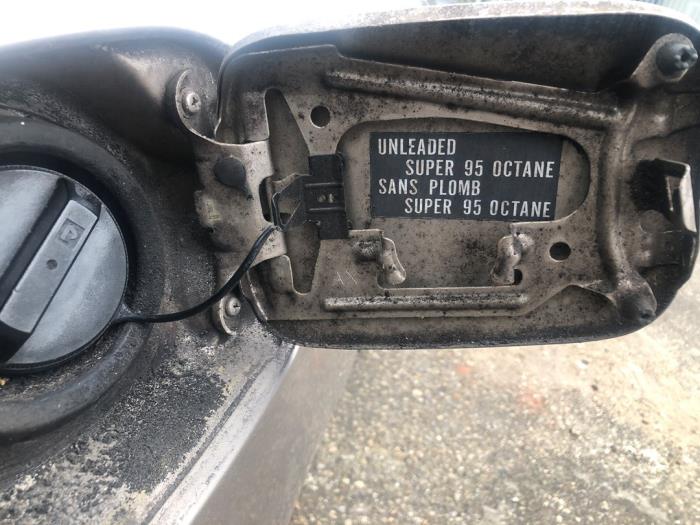 UNLEADED
SUPER 95 OCTANE
SANS PLOMB
SUPER 95 OCTANE